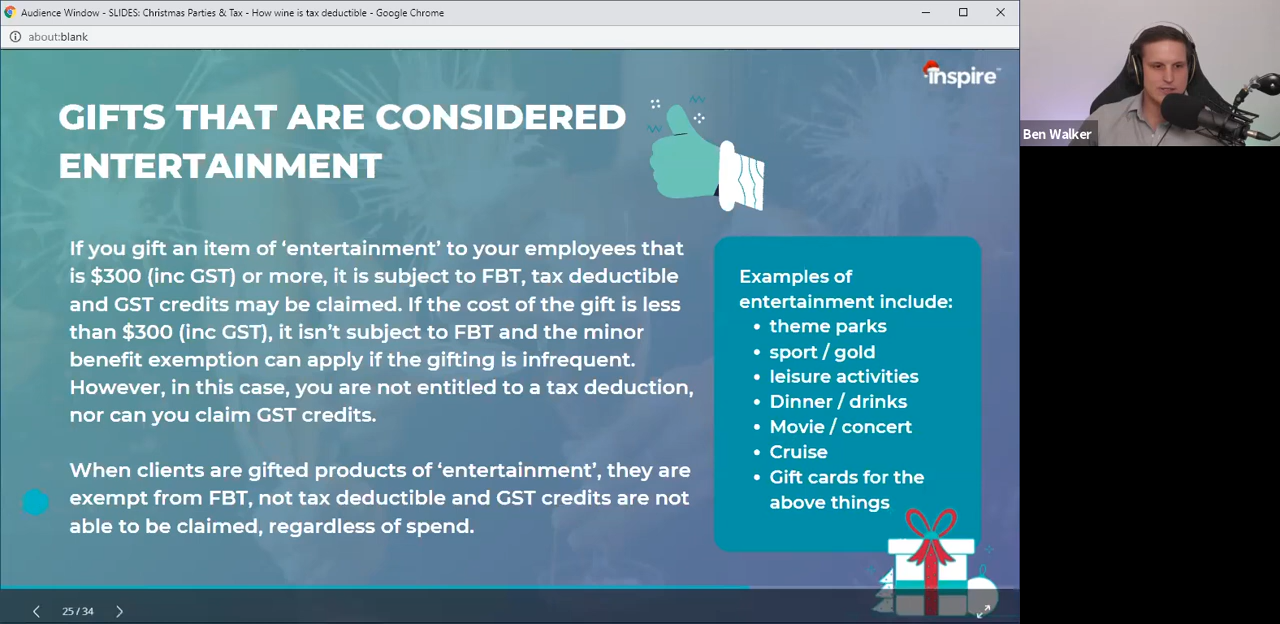 Audience Window - SLIDES: Christmas Parties & Tax - How wine is tax deductible - Google Chrome
about:blank
inspire
GIFTS THAT ARE CONSIDERED
ENTERTAINMENT
Ben Walker
If you gift an item of ‘entertainment’ to your employees that
is $300 (inc GST) or more, it is subject to FBT, tax deductible
and GST credits may be claimed. If the cost of the gift is less
than $300 (inc GST), it isn’t subject to FBT and the minor
benefit exemption can apply if the gifting is infrequent.
However, in this case, you are not entitled to a tax deduction,
nor can you claim GST credits.
When clients are gifted products of ‘entertainment’, they are
exempt from FBT, not tax deductible and GST credits are not
able to be claimed, regardless of spend.
Examples of
entertainment include:
• theme parks
• sport / gold
• leisure activities
• Dinner / drinks
• Movie / concert
• Cruise
• Gift cards for the
above things
25 / 34